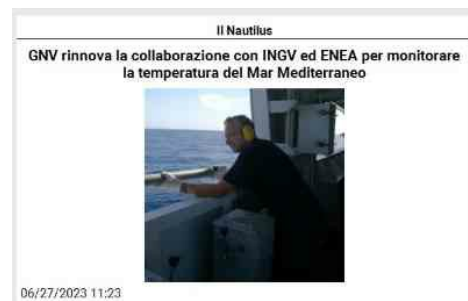 Il Nautilus
GNV rinnova la collaborazione con INGV ed ENEA per monitorare
la temperatura del Mar Mediterraneo
06/27/2023 11:23